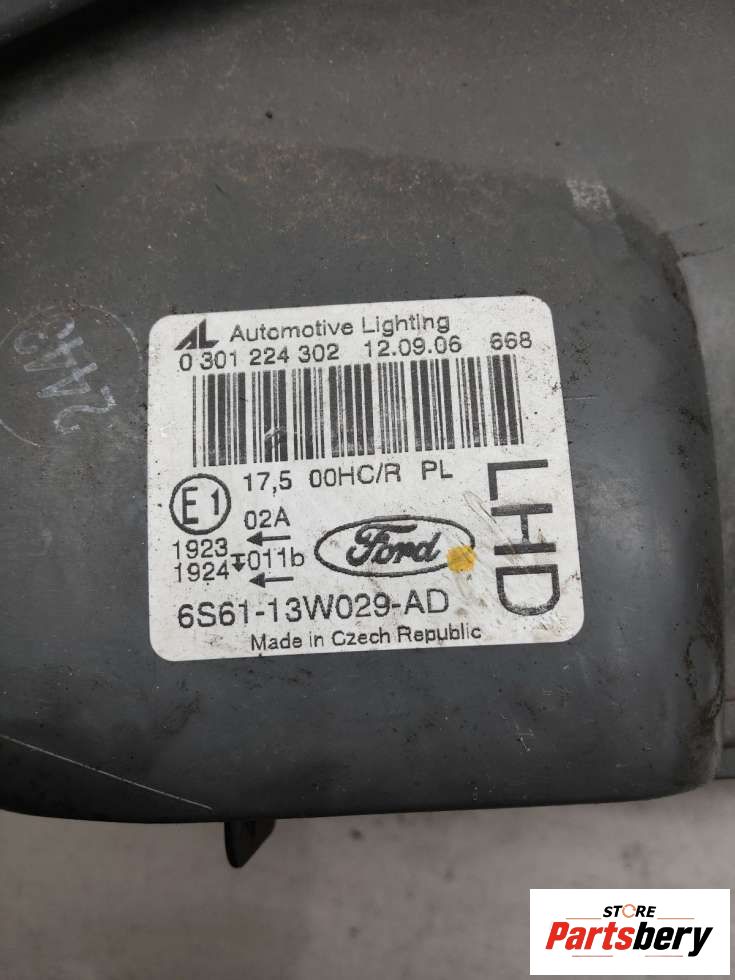 AL Automotive Lighting
0 301 224 302 12.09.06 668
17,5 00HC/R PL
E1
02A
1923
1924 011b
Ford
LHD
6S61-13W029-AD
Made in Czech Republic
STORE
Partsbery